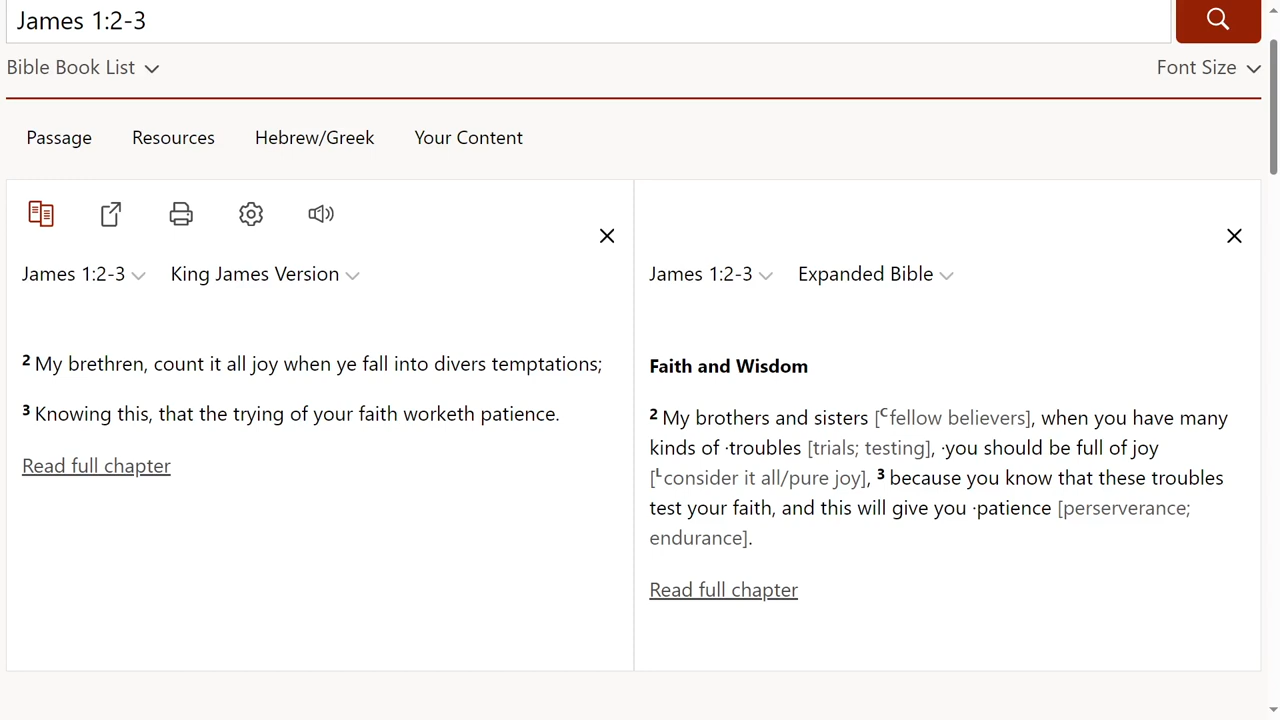 James 1:2-3
Bible Book List
Font Size
Passage
Resources
Hebrew/Greek
Your Content
James 1:2-3
King James Version
2 My brethren, count it all joy when ye fall into divers temptations;
3 Knowing this, that the trying of your faith worketh patience.
Read full chapter
James 1:2-3
Expanded Bible
Faith and Wisdom
2 My brothers and sisters [C fellow believers], when you have many
kinds of ·troubles [trials; testing], ·you should be full of joy
[L consider it all/pure joy], 3 because you know that these troubles
test your faith, and this will give you ·patience [perserverance;
endurance].
Read full chapter